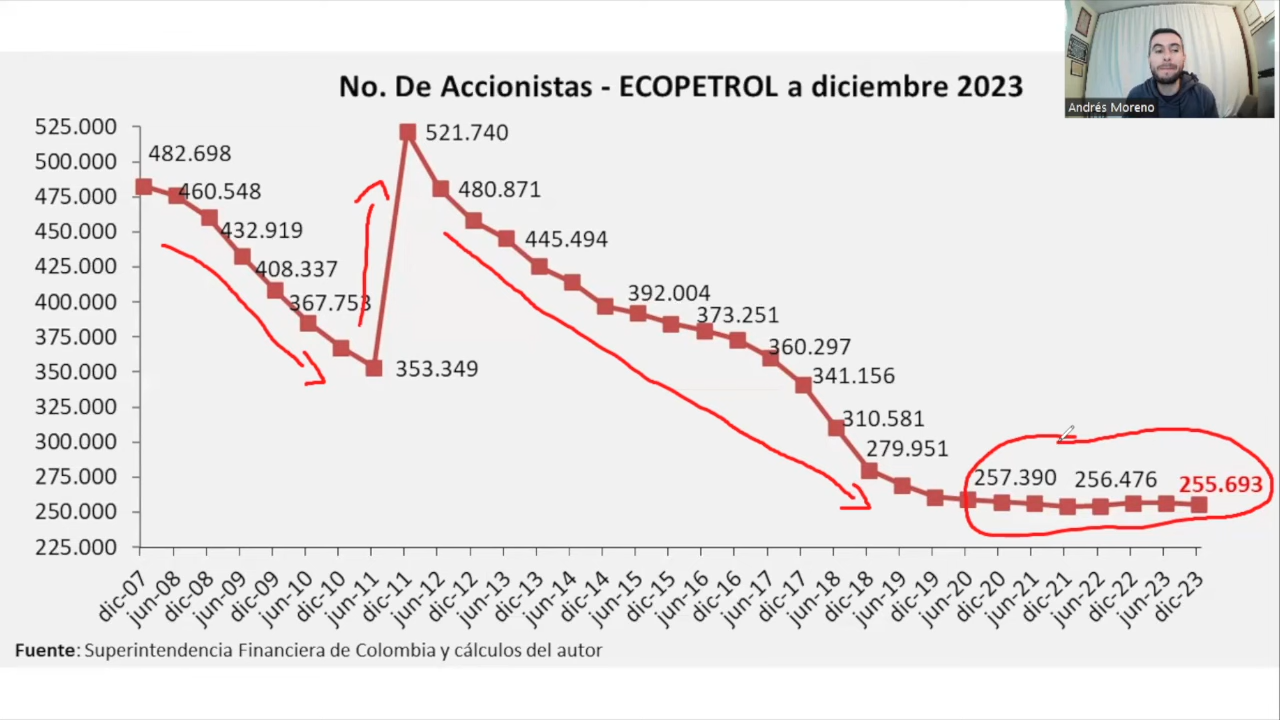 No. De Accionistas - ECOPETROL a diciembre 2023
Andrés Moreno
525.000
500.000
475.000
450.000
425.000
400.000
375.000
350.000
325.000
300.000
275.000
250.000
225.000
482.698
460.548
432.919
408.337
367.753
353.349
521.740
480.871
445.494
392.004
373.251
360.297
341.156
310.581
279.951
257.390
256.476
255.693
dic-07
jun-08
dic-08
jun-09
dic-09
jun-10
dic-10
jun-11
dic-11
jun-12
dic-12
jun-13
dic-13
jun-14
dic-14
jun-15
dic-15
jun-16
dic-16
jun-17
dic-17
jun-18
dic-18
jun-19
dic-19
jun-20
dic-20
jun-21
dic-21
jun-22
dic-22
jun-23
dic-23
Fuente: Superintendencia Financiera de Colombia y cálculos del autor